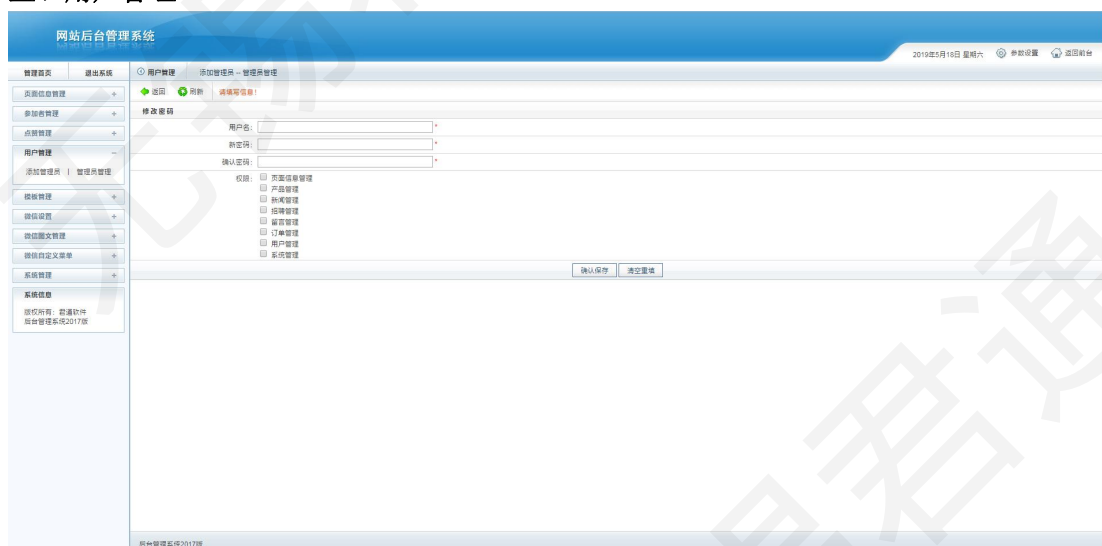 网站后台管理系统
2019年5月18日 星期六 参数设置 返回前台
管理首页 退出系统
用户管理 添加管理员 - 管理员管理
页面信息管理 +
返回 刷新 请填写信息!
参加者管理 +
修改密码
点赞管理 +
用户名: *
新密码: *
用户管理 -
确认密码: *
添加管理员 | 管理员管理
权限: 页面信息管理
产品管理
新闻管理
招聘管理
留言管理
订单管理
用户管理
系统管理
模板管理 +
微信设置 +
微信图文管理 +
微信自定义菜单 +
系统管理 +
确认保存 清空重填
系统信息
版权所有: 君通软件
后台管理系统2017版
后台管理系统2017版
君通